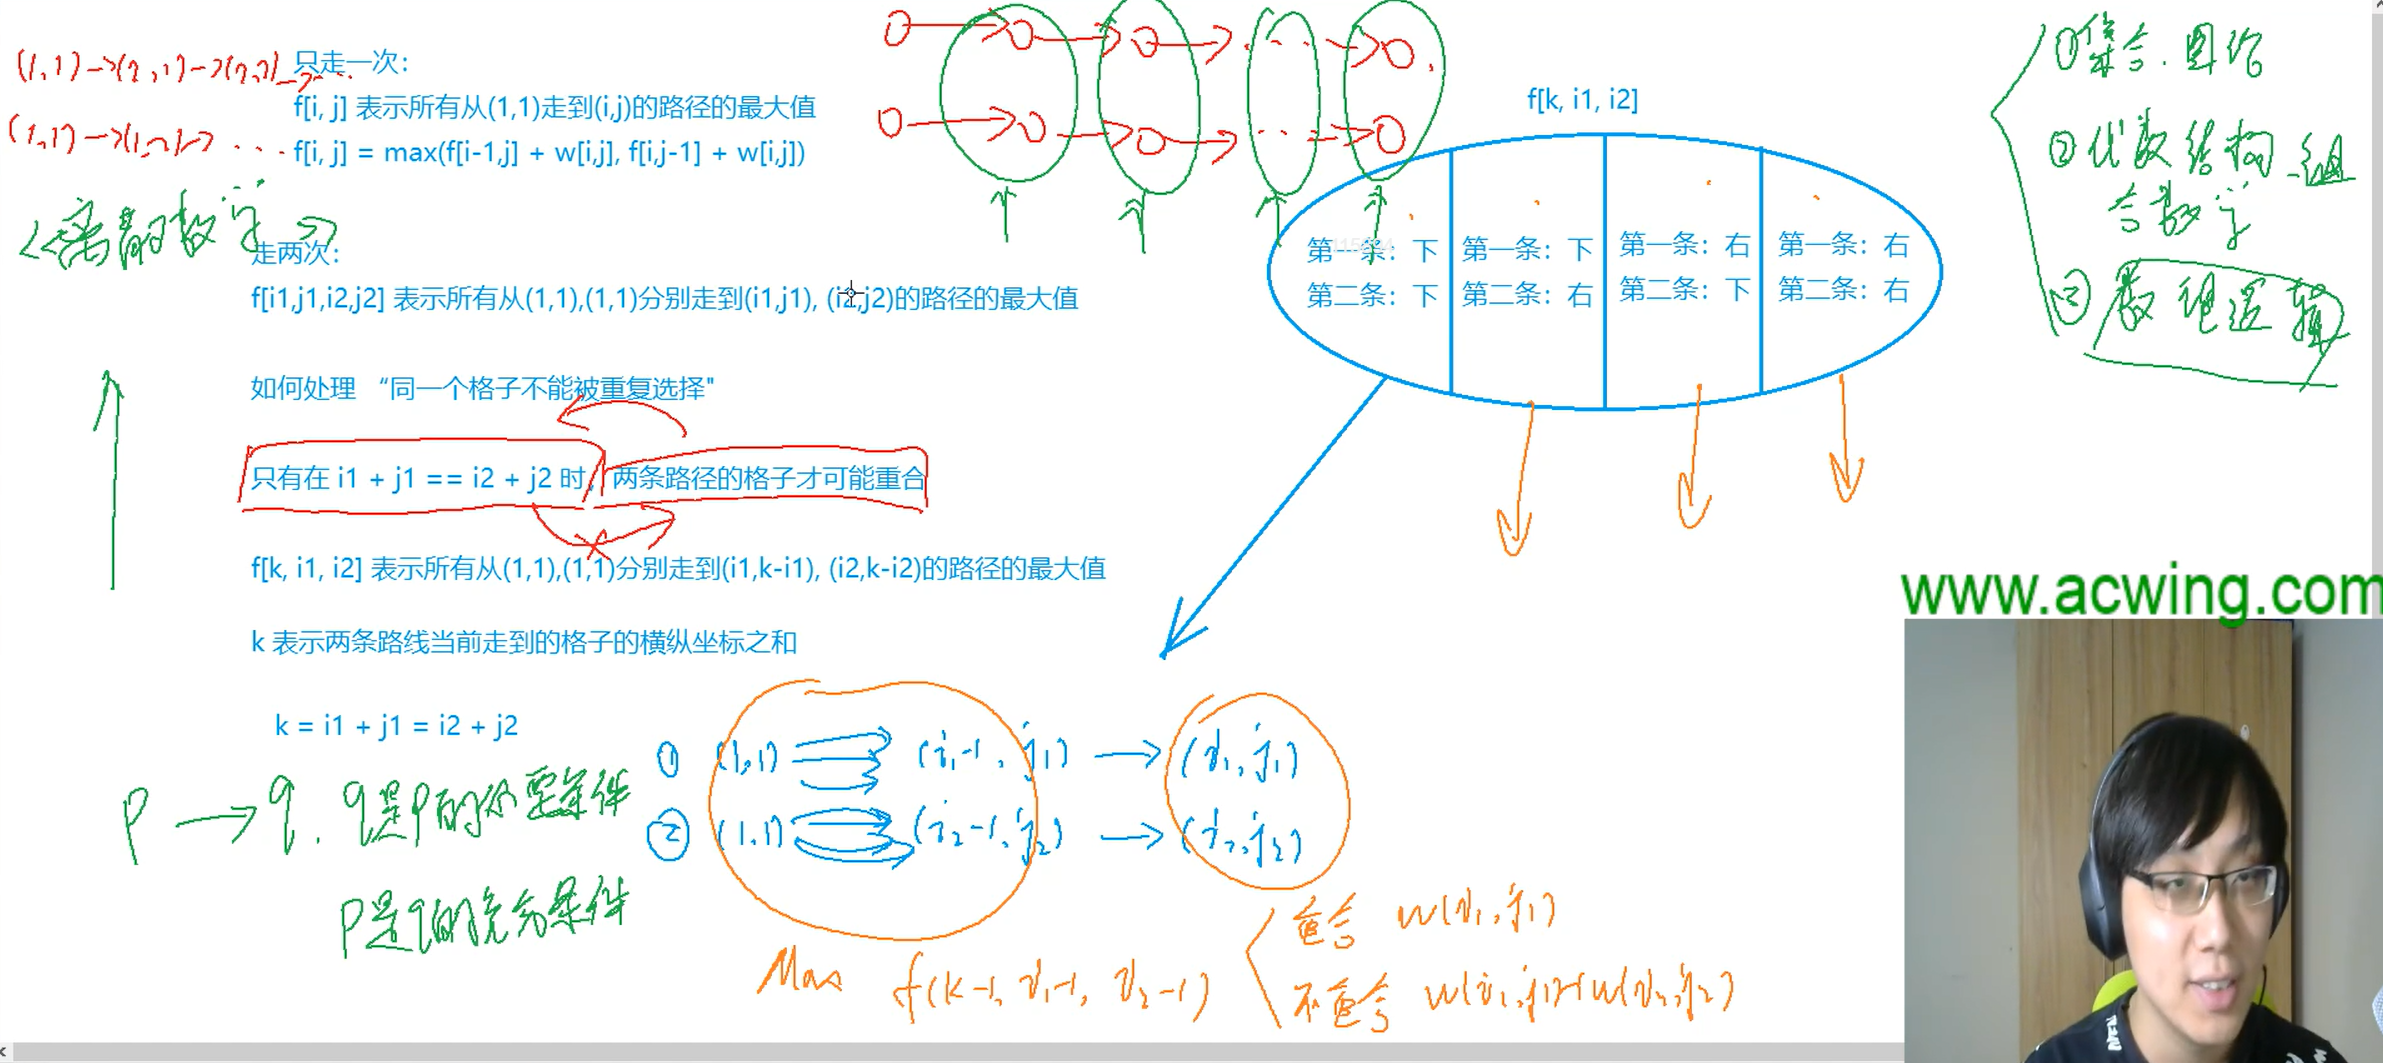 (1,1)→(2,1)→(2,2)→...
只走一次：
f[i, j] 表示所有从(1,1)走到(i,j)的路径的最大值
(1,1)→(1,2)→ ...
f[i, j] = max(f[i-1,j] + w[i,j], f[i,j-1] + w[i,j])
<<离散数学>>
走两次：
f[i1,j1,i2,j2] 表示所有从(1,1),(1,1)分别走到(i1,j1), (i2,j2)的路径的最大值
如何处理 “同一个格子不能被重复选择"
只有在 i1 + j1 == i2 + j2 时，两条路径的格子才可能重合
f[k, i1, i2] 表示所有从(1,1),(1,1)分别走到(i1,k-i1), (i2,k-i2)的路径的最大值
k 表示两条路线当前走到的格子的横纵坐标之和
k = i1 + j1 = i2 + j2
p → q. q是p的必要条件
p是q的充分条件
f[k, i1, i2]
第一条：下
第二条：下
第一条：下
第二条：右
第一条：右
第二条：下
第一条：右
第二条：右
①集合.图论
②代数结构-组
合数学
③数理逻辑
① (1,1) (i₁-1, j₁) → (i₁, j₁)
② (1,1) (i₂-1, j₂) → (i₂, j₂)
Max f(k-1, i₁-1, i₂-1)
重合 w(i₁, j₁)
不重合 w(i₁, j₁)+w(i₂, j₂)
www.acwing.com